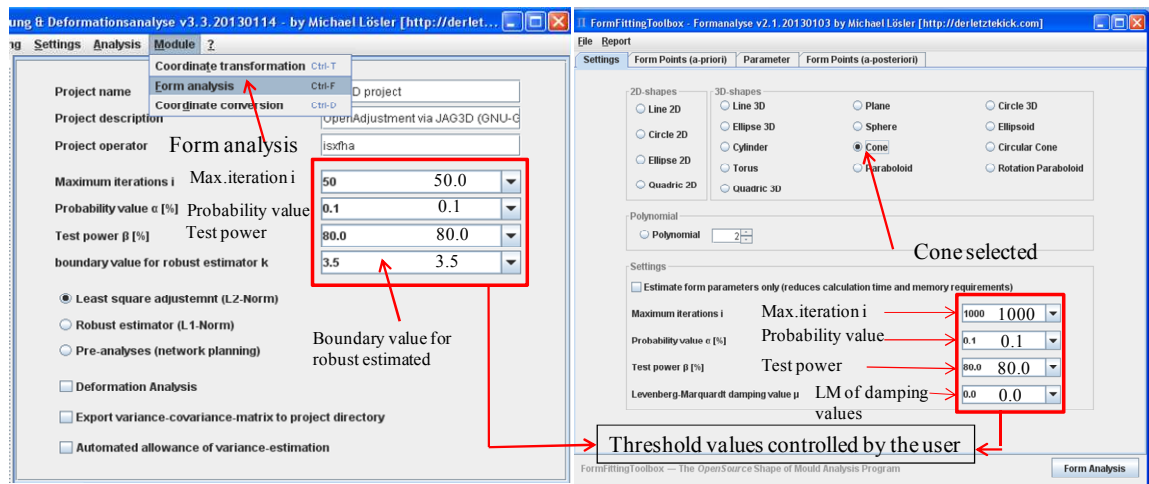 ung & Deformationsanalyse v3.3.20130114 - by Michael Lösler [http://derlet...
ng Settings Analysis Module ?
Coordinate transformation Ctrl-T
Form analysis Ctrl-F
Coordinate conversion Ctrl-D
Project name D project
Project description OpenAdjustment via JAG3D (GNU-G
Project operator Form analysis isxfha
Maximum iterations i Max.iteration i 50 50.0
Probability value α [%] Probability value 0.1 0.1
Test power β [%] Test power 80.0 80.0
boundary value for robust estimator k 3.5 3.5
Least square adjustemnt (L2-Norm)
Robust estimator (L1-Norm)
Pre-analyses (network planning)
Boundary value for
robust estimated
Deformation Analysis
Export variance-covariance-matrix to project directory
Automated allowance of variance-estimation
FormFittingToolbox - Formanalyse v2.1.20130103 by Michael Lösler [http://derletztekick.com]
File Report
Settings Form Points (a-priori) Parameter Form Points (a-posteriori)
2D-shapes
Line 2D
Circle 2D
Ellipse 2D
Quadric 2D
3D-shapes
Line 3D Plane Circle 3D
Ellipse 3D Sphere Ellipsoid
Cylinder Cone Circular Cone
Torus Paraboloid Rotation Paraboloid
Quadric 3D
Polynomial
Polynomial 2
Cone selected
Settings
Estimate form parameters only (reduces calculation time and memory requirements)
Maximum iterations i Max.iteration i 1000 1000
Probability value α [%] Probability value 0.1 0.1
Test power β [%] Test power 80.0 80.0
Levenberg-Marquardt damping value μ LM of damping
values 0.0 0.0
Threshold values controlled by the user
FormFittingToolbox — The OpenSource Shape of Mould Analysis Program
Form Analysis